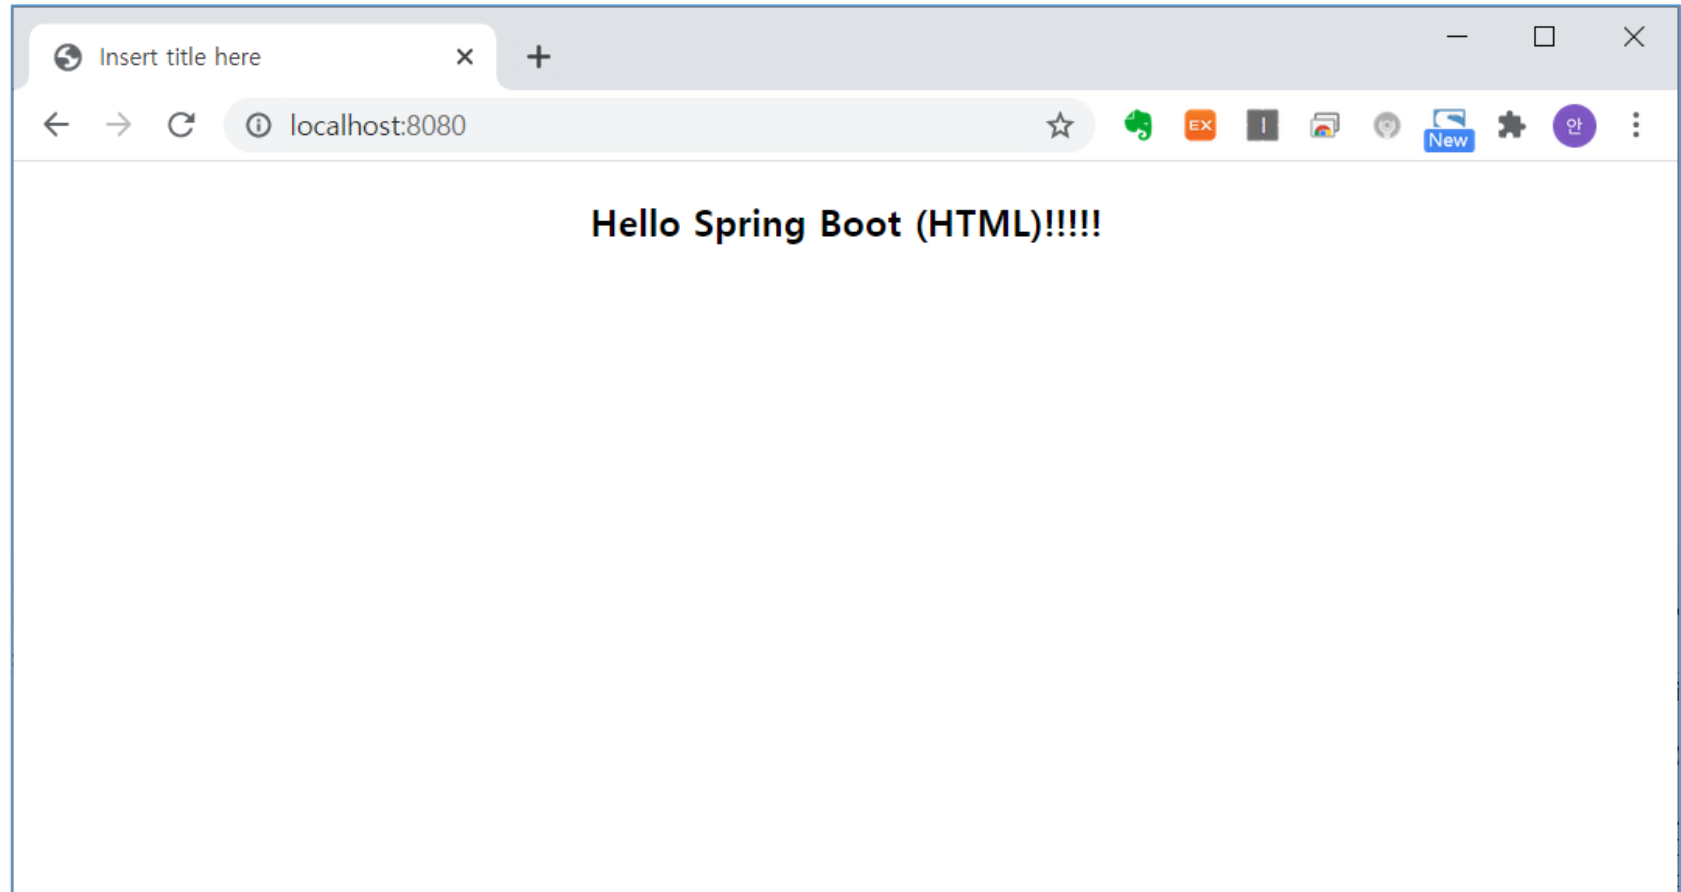 Insert title here
localhost:8080
EX
New
안
Hello Spring Boot (HTML)!!!!!